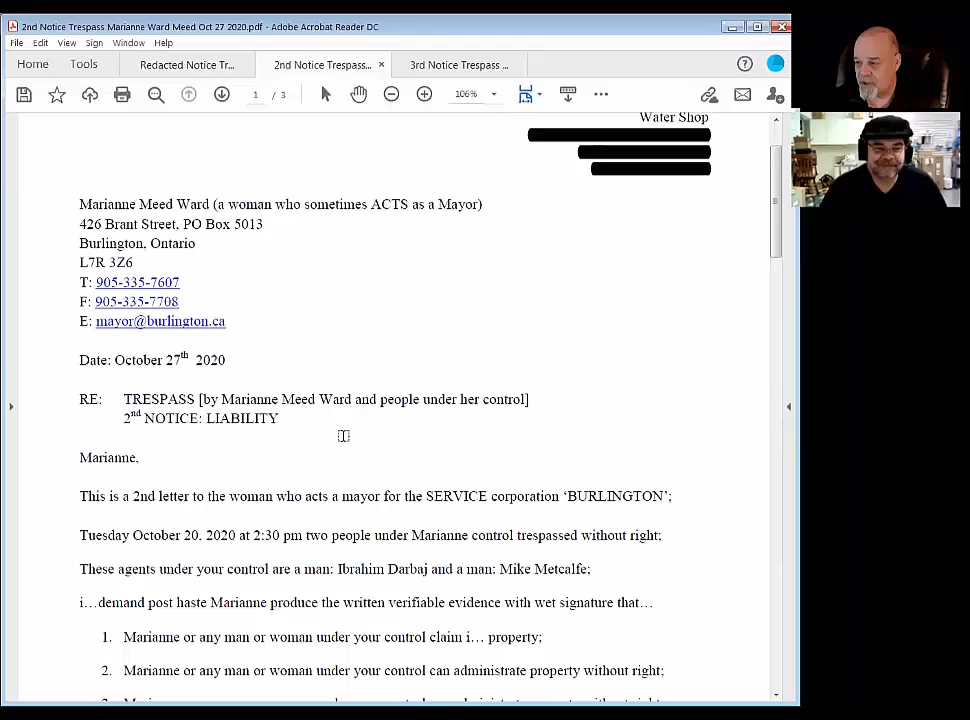 2nd Notice Trespass Marianne Ward Meed Oct 27 2020.pdf - Adobe Acrobat Reader DC
File Edit View Sign Window Help
Home Tools Redacted Notice Tr... 2nd Notice Trespass... × 3rd Notice Trespass ...
1 / 3 106%
Water Shop
Marianne Meed Ward (a woman who sometimes ACTS as a Mayor)
426 Brant Street, PO Box 5013
Burlington, Ontario
L7R 3Z6
T: 905-335-7607
F: 905-335-7708
E: mayor@burlington.ca
Date: October 27th 2020
RE: TRESPASS [by Marianne Meed Ward and people under her control]
2nd NOTICE: LIABILITY
Marianne,
This is a 2nd letter to the woman who acts a mayor for the SERVICE corporation ‘BURLINGTON’;
Tuesday October 20, 2020 at 2:30 pm two people under Marianne control trespassed without right;
These agents under your control are a man: Ibrahim Darbaj and a man: Mike Metcalfe;
i…demand post haste Marianne produce the written verifiable evidence with wet signature that…
1. Marianne or any man or woman under your control claim i… property;
2. Marianne or any man or woman under your control can administrate property without right;